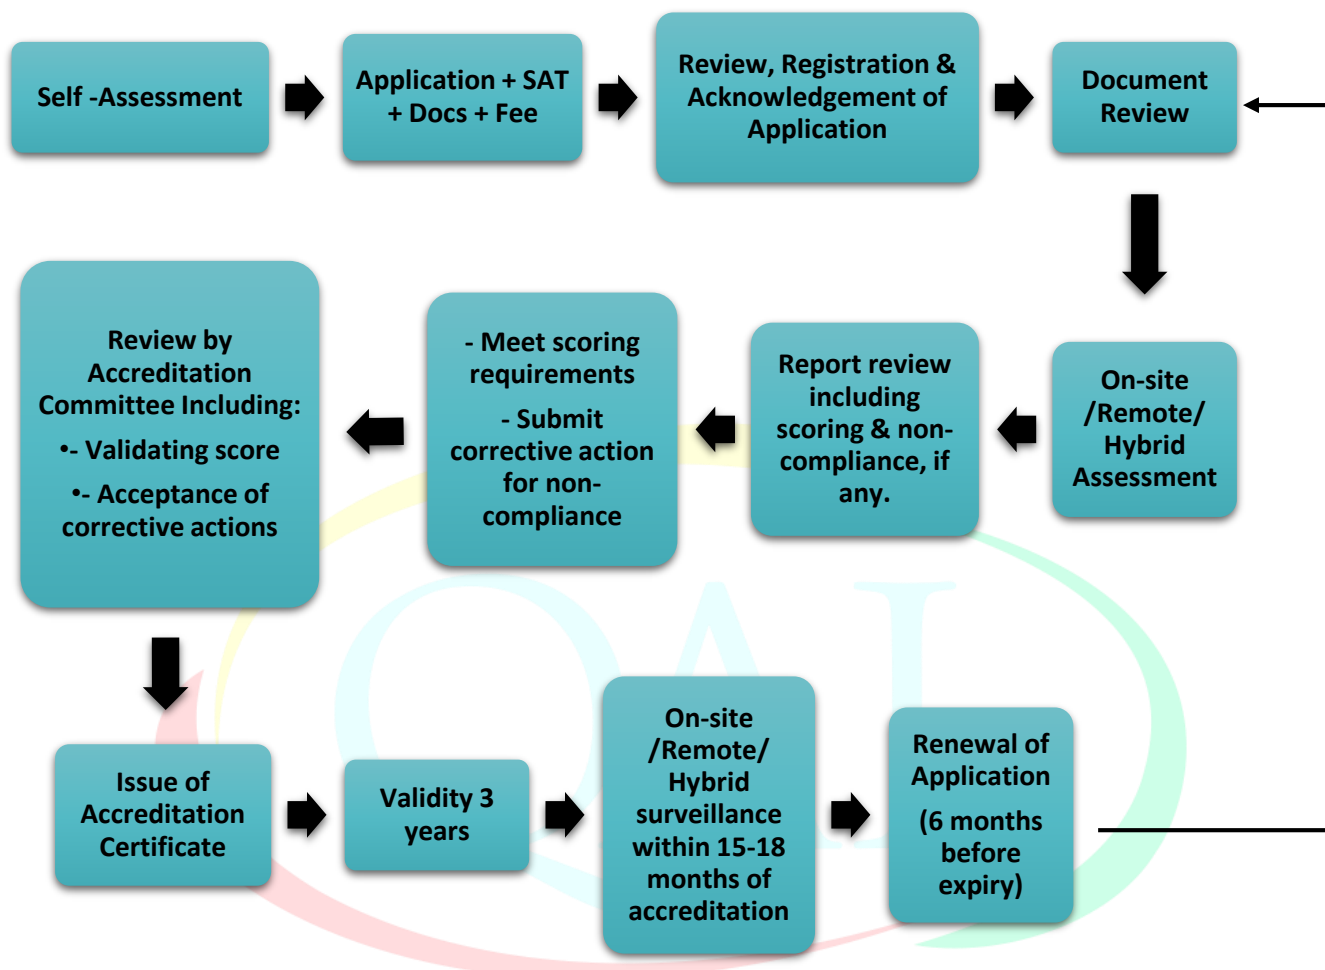 Self -Assessment
Application + SAT
+ Docs + Fee
Review, Registration &
Acknowledgement of
Application
Document
Review
Review by
Accreditation
Committee Including:
•- Validating score
•- Acceptance of
corrective actions
- Meet scoring
requirements
- Submit
corrective action
for non-
compliance
Report review
including
scoring & non-
compliance, if
any.
On-site
/Remote/
Hybrid
Assessment
Issue of
Accreditation
Certificate
Validity 3
years
On-site
/Remote/
Hybrid
surveillance
within 15-18
months of
accreditation
Renewal of
Application
(6 months
before
expiry)
QAI